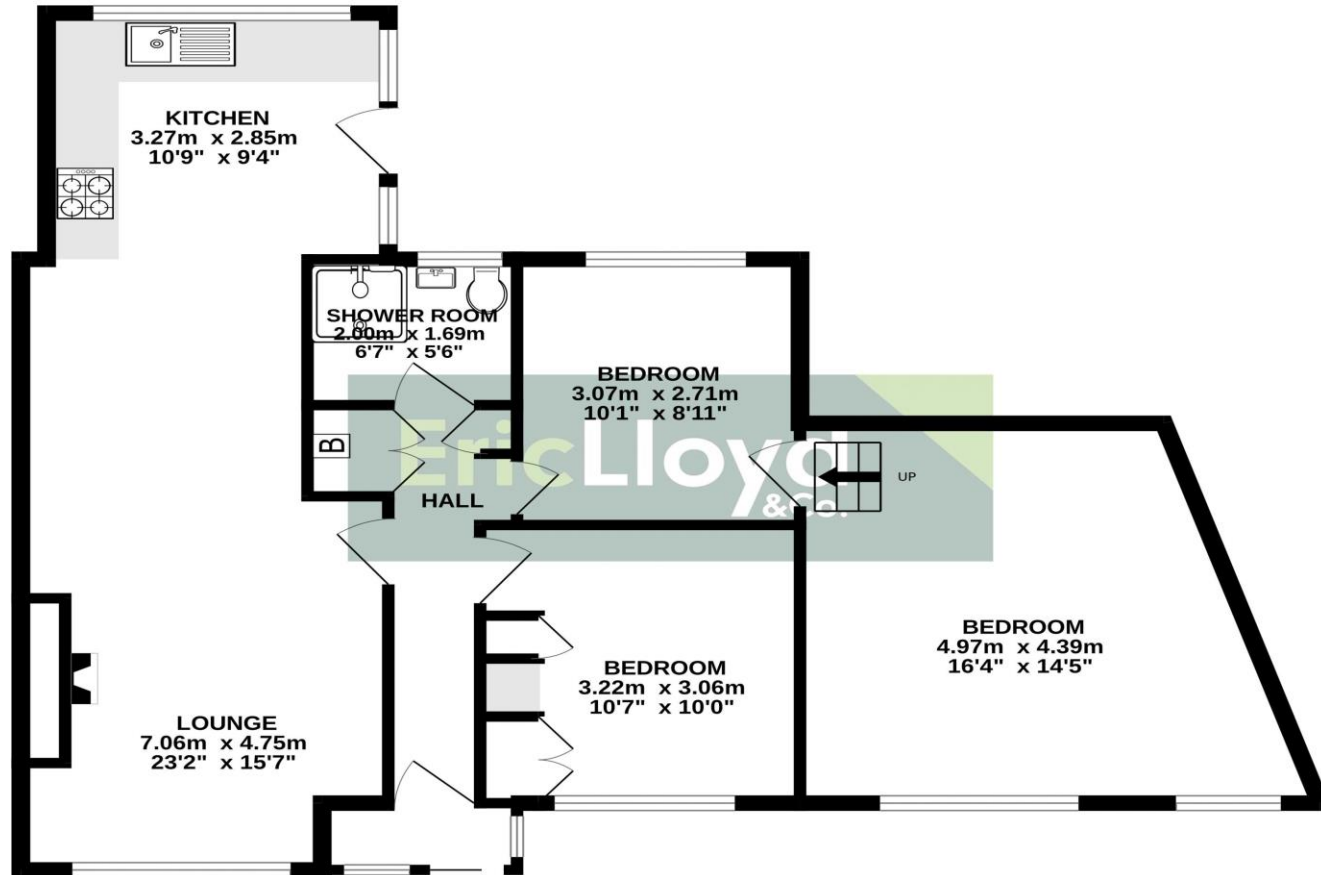 KITCHEN
3.27m x 2.85m
10'9" x 9'4"
SHOWER ROOM
2.00m x 1.69m
6'7" x 5'6"
BEDROOM
3.07m x 2.71m
10'1" x 8'11"
B
EricLloyd
&Co.
UP
HALL
BEDROOM
4.97m x 4.39m
16'4" x 14'5"
BEDROOM
3.22m x 3.06m
10'7" x 10'0"
LOUNGE
7.06m x 4.75m
23'2" x 15'7"